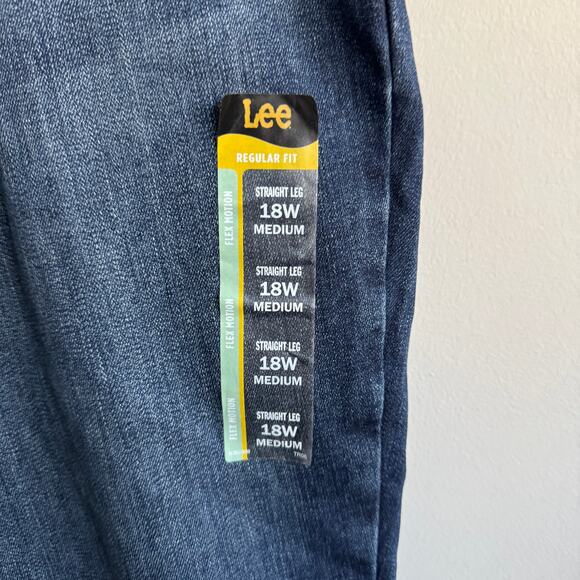 Lee
REGULAR FIT
FLEX MOTION
STRAIGHT LEG
18W
MEDIUM
FLEX MOTION
STRAIGHT LEG
18W
MEDIUM
STRAIGHT LEG
18W
MEDIUM
FLEX MOTION
STRAIGHT LEG
18W
MEDIUM